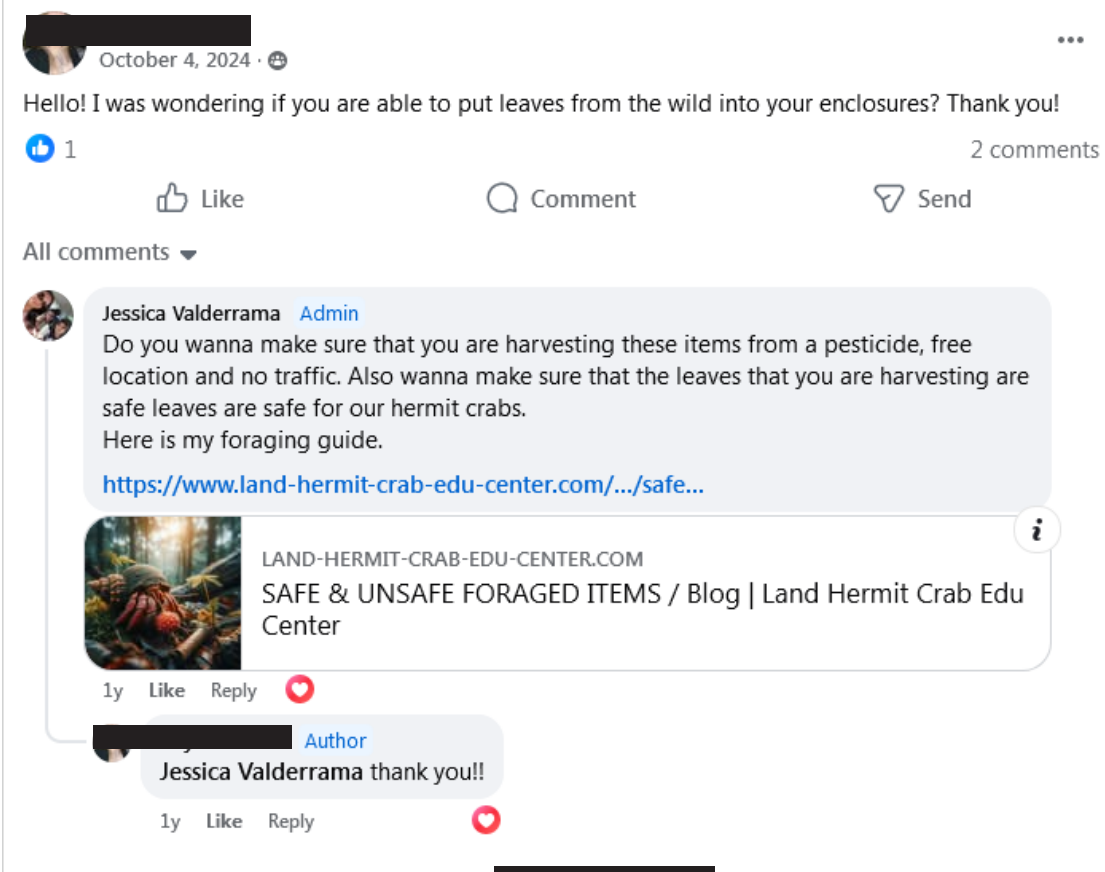 October 4, 2024 ·
Hello! I was wondering if you are able to put leaves from the wild into your enclosures? Thank you!
1
2 comments
Like
Comment
Send
All comments
Jessica Valderrama Admin
Do you wanna make sure that you are harvesting these items from a pesticide, free
location and no traffic. Also wanna make sure that the leaves that you are harvesting are
safe leaves are safe for our hermit crabs.
Here is my foraging guide.
https://www.land-hermit-crab-edu-center.com/.../safe...
LAND-HERMIT-CRAB-EDU-CENTER.COM
SAFE & UNSAFE FORAGED ITEMS / Blog | Land Hermit Crab Edu
Center
1y Like Reply
Author
Jessica Valderrama thank you!!
1y Like Reply